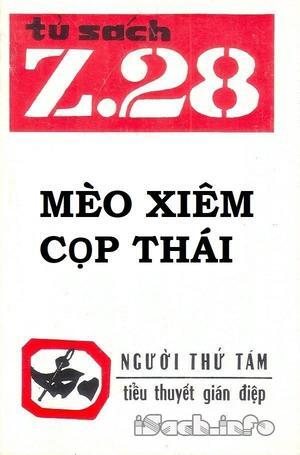 tủ sách
Z.28
MÈO XIÊM
CỌP THÁI
NGƯỜI THỨ TÁM
tiểu thuyết gián điệp
iSach.info